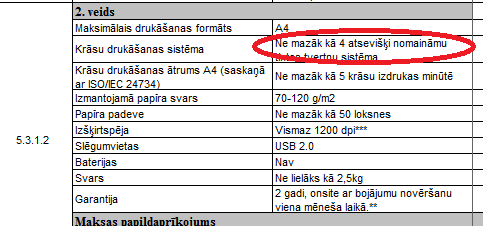 2. veids
Maksimālais drukāšanas formāts A4
Krāsu drukāšanas sistēma Ne mazāk kā 4 atsevišķi nomaināmu
tintes tvertņu sistēma
Krāsu drukāšanas ātrums A4 (saskaņā
ar ISO/IEC 24734) Ne mazāk kā 5 krāsu izdrukas minūtē
Izmantojamā papīra svars 70-120 g/m2
Papīra padeve Ne mazāk kā 50 loksnes
Izšķirtspēja Vismaz 1200 dpi***
5.3.1.2
Slēgumvietas USB 2.0
Baterijas Nav
Svars Ne lielāks kā 2,5kg
Garantija 2 gadi, onsite ar bojājumu novēršanu
viena mēneša laikā.**
Maksas papildaprīkojums